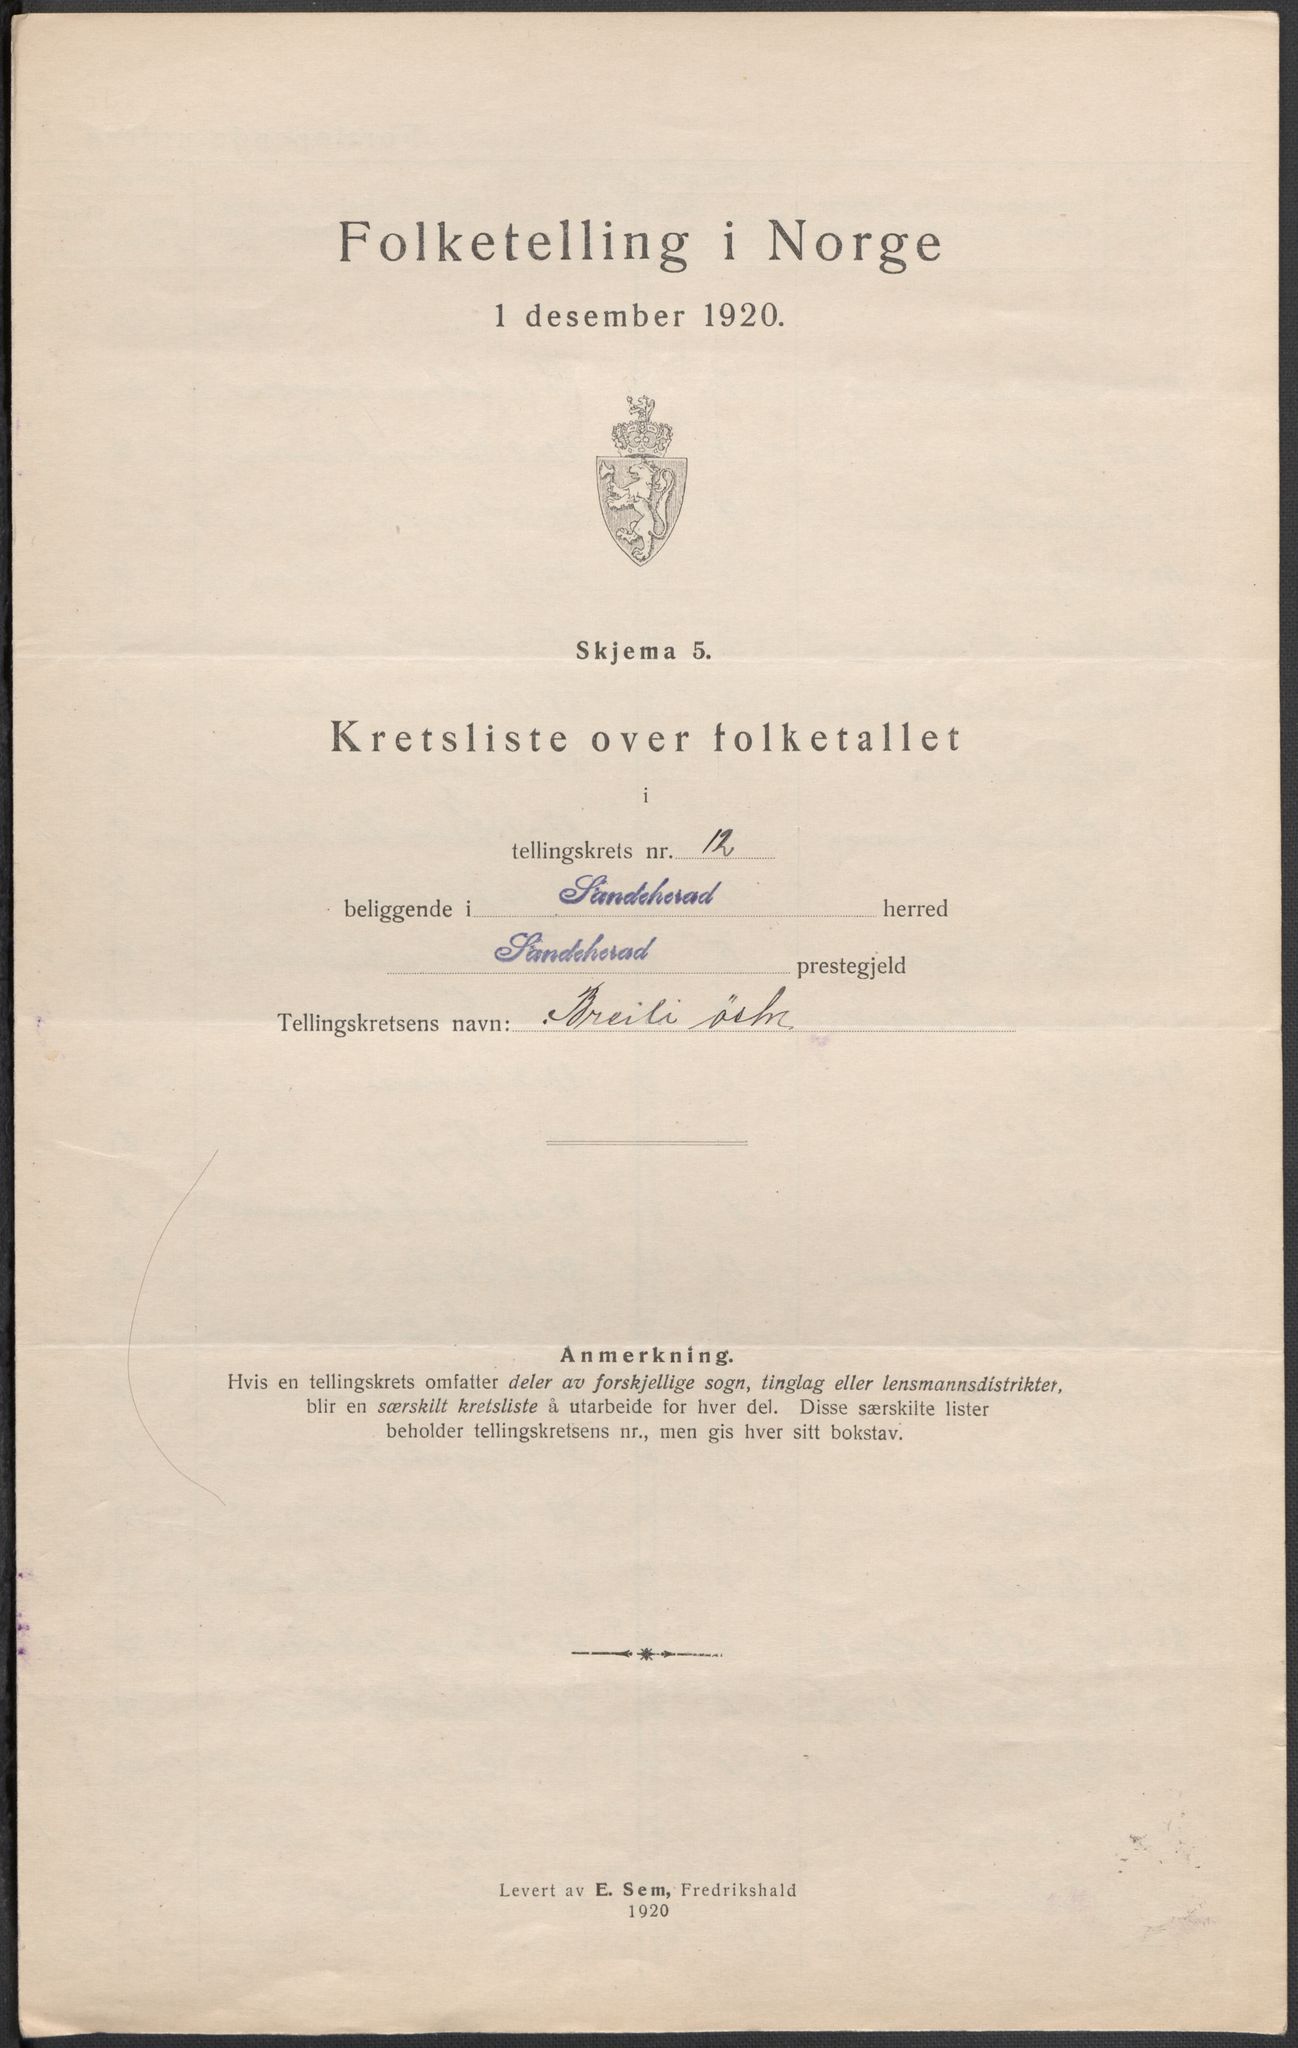 Folketelling i Norge
1 desember 1920.
Skjema 5.
Kretsliste over folketallet
i
tellingskrets nr. 12
beliggende i Sandeherad herred
Sandeherad prestegjeld
Tellingskretsens navn: Breili östre
Anmerkning.
Hvis en tellingskrets omfatter deler av forskjellige sogn, tinglag eller lensmannsdistrikter,
blir en særskilt kretsliste å utarbeide for hver del. Disse særskilte lister
beholder tellingskretsens nr., men gis hver sitt bokstav.
Levert av E. Sem, Fredrikshald
1920